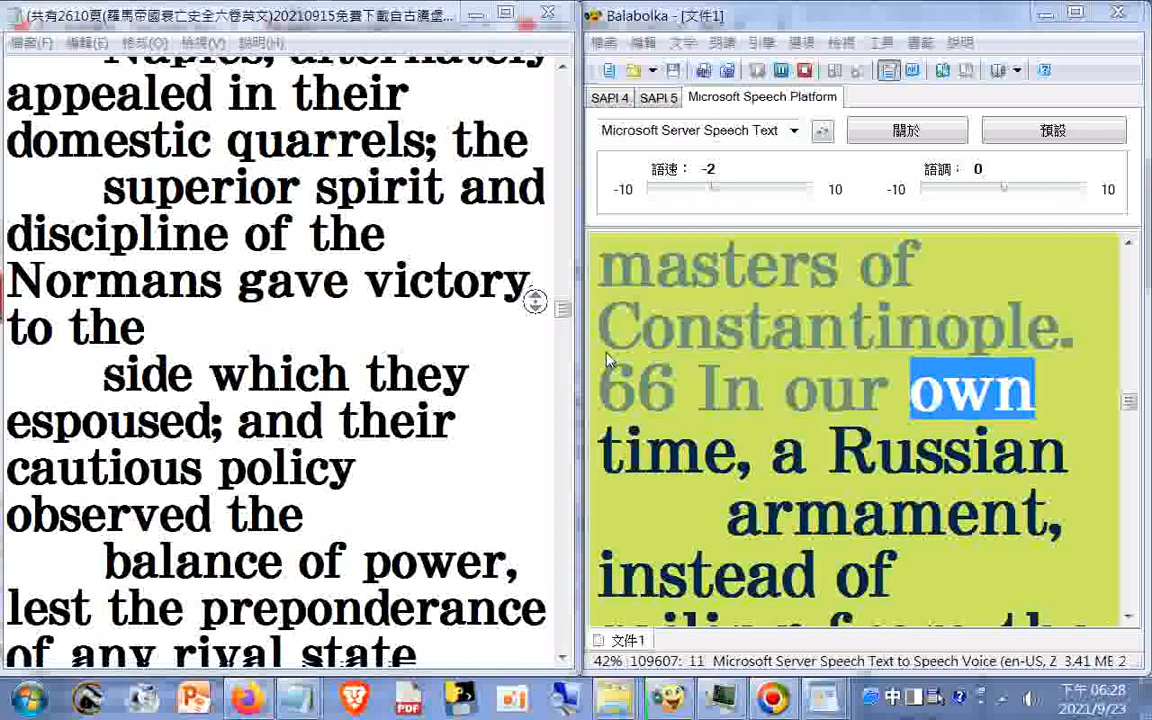 (共有2610頁(羅馬帝國衰亡史全六卷英文)20210915免費下載自古騰堡...
檔案(F) 編輯(E) 格式(O) 檢視(V) 說明(H)
Naples, alternately
appealed in their
domestic quarrels; the
superior spirit and
discipline of the
Normans gave victory
to the
side which they
espoused; and their
cautious policy
observed the
balance of power,
lest the preponderance
of any rival state
Balabolka - [文件1]
檔案 編輯 文字 朗讀 引擎 選項 檢視 工具 書籤 說明
SAPI 4 SAPI 5 Microsoft Speech Platform
Microsoft Server Speech Text 關於 預設
語速: -2 語調: 0
-10 10 -10 10
masters of
Constantinople.
66 In our own
time, a Russian
armament,
instead of
sailing from the
文件1
42% 109607: 11 Microsoft Server Speech Text to Speech Voice (en-US, Z 3.41 MB 2
PDF
中
下午 06:28
2021/9/23